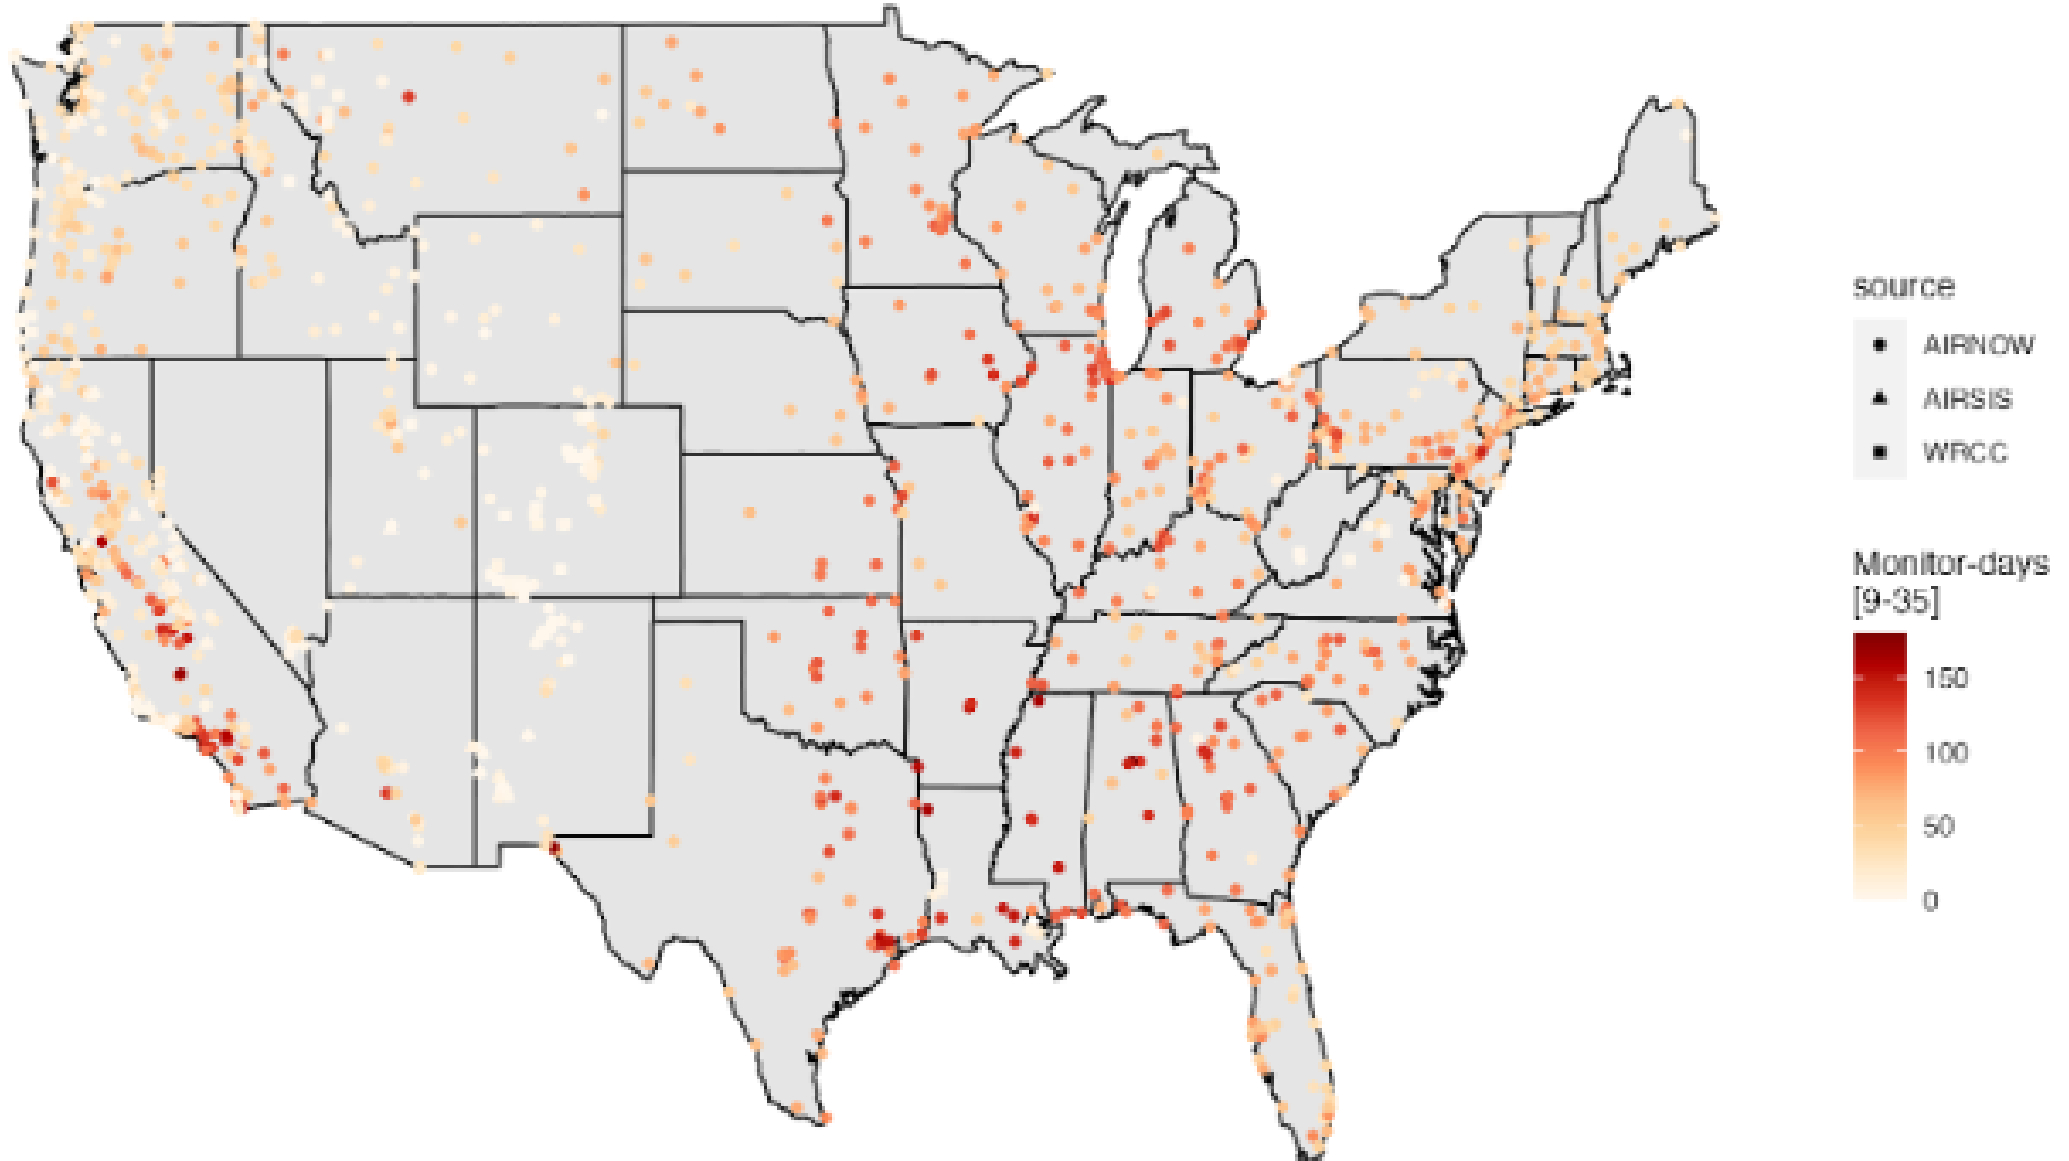 source
AIRNOW
AIRSIS
WRCC
Monitor-days
[9-35]
150
100
50
0